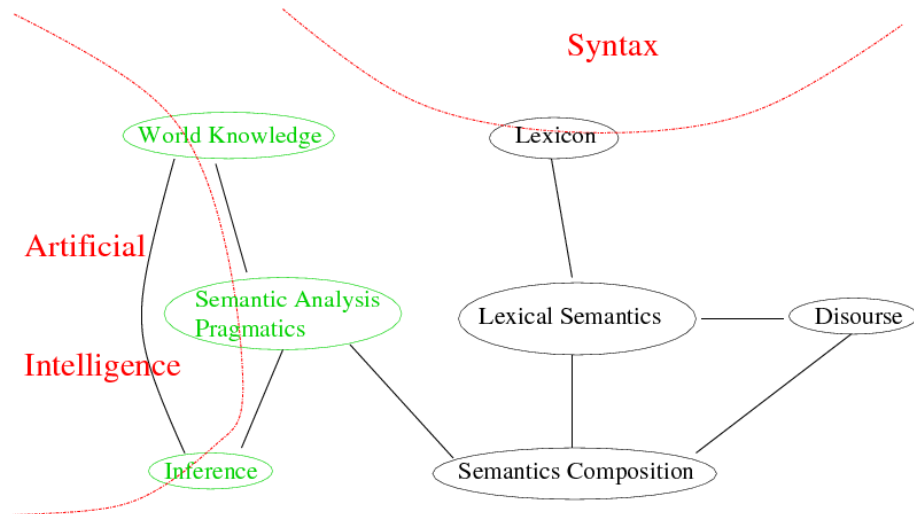 Syntax
World Knowledge
Lexicon
Artificial
Semantic Analysis
Pragmatics
Lexical Semantics
Disourse
Intelligence
Inference
Semantics Composition